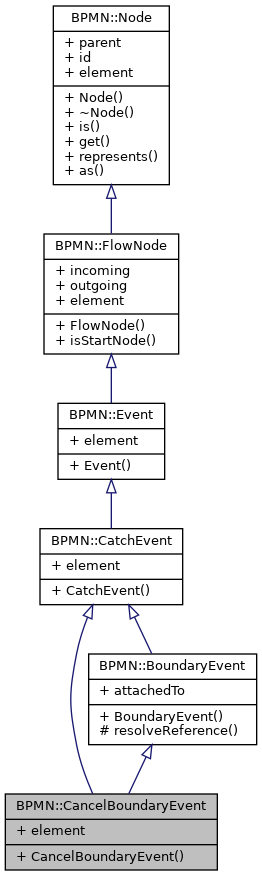 BPMN::Node
+ parent
+ id
+ element
+ Node()
+ ~Node()
+ is()
+ get()
+ represents()
+ as()
BPMN::FlowNode
+ incoming
+ outgoing
+ element
+ FlowNode()
+ isStartNode()
BPMN::Event
+ element
+ Event()
BPMN::CatchEvent
+ element
+ CatchEvent()
BPMN::BoundaryEvent
+ attachedTo
+ BoundaryEvent()
# resolveReference()
BPMN::CancelBoundaryEvent
+ element
+ CancelBoundaryEvent()